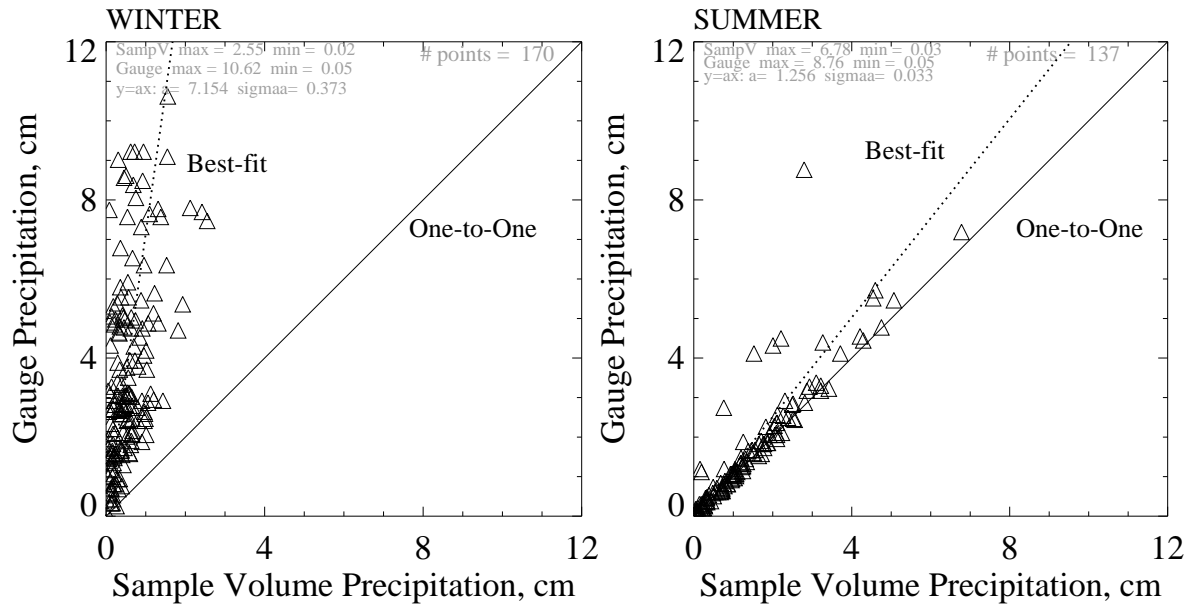 WINTER
SampV max = 2.55 min = 0.02
Gauge max = 10.62 min = 0.05
y=ax: a= 7.154 sigmaa= 0.373
# points = 170
12
8
4
0
Gauge Precipitation, cm
Best-fit
One-to-One
0 4 8 12
Sample Volume Precipitation, cm
SUMMER
SampV max = 6.78 min = 0.03
Gauge max = 8.76 min = 0.05
y=ax: a= 1.256 sigmaa= 0.033
# points = 137
12
8
4
0
Gauge Precipitation, cm
Best-fit
One-to-One
0 4 8 12
Sample Volume Precipitation, cm